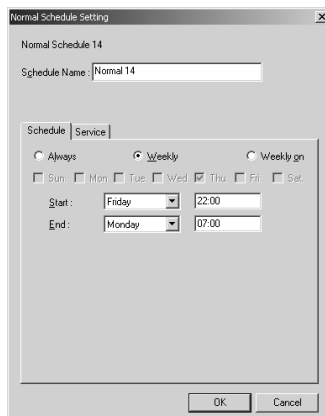 Normal Schedule Setting
Normal Schedule 14
Schedule Name : Normal 14
Schedule Service
Always Weekly Weekly on
Sun. Mon. Tue. Wed. Thu. Fri. Sat.
Start : Friday 22:00
End : Monday 07:00
OK Cancel